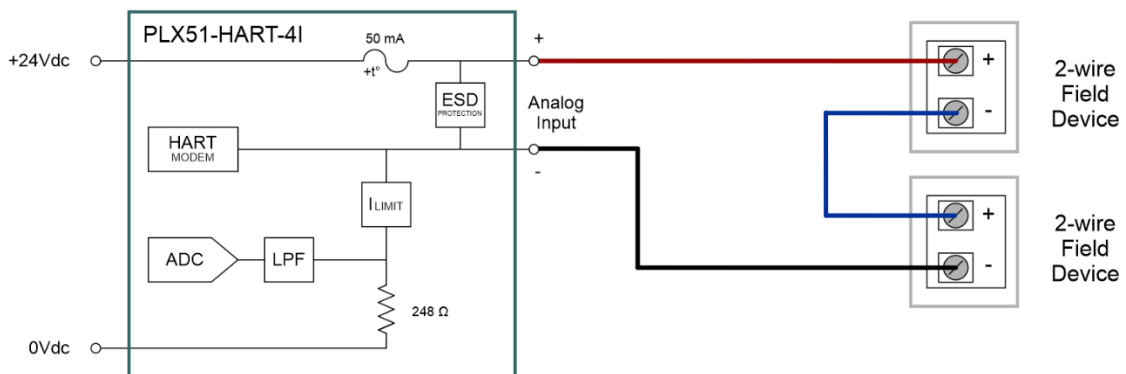 PLX51-HART-4I
+24Vdc
50 mA
+t°
ESD
PROTECTION
+
Analog
Input
-
HART
MODEM
I LIMIT
ADC
LPF
248 Ω
0Vdc
+
-
2-wire
Field
Device
+
-
2-wire
Field
Device